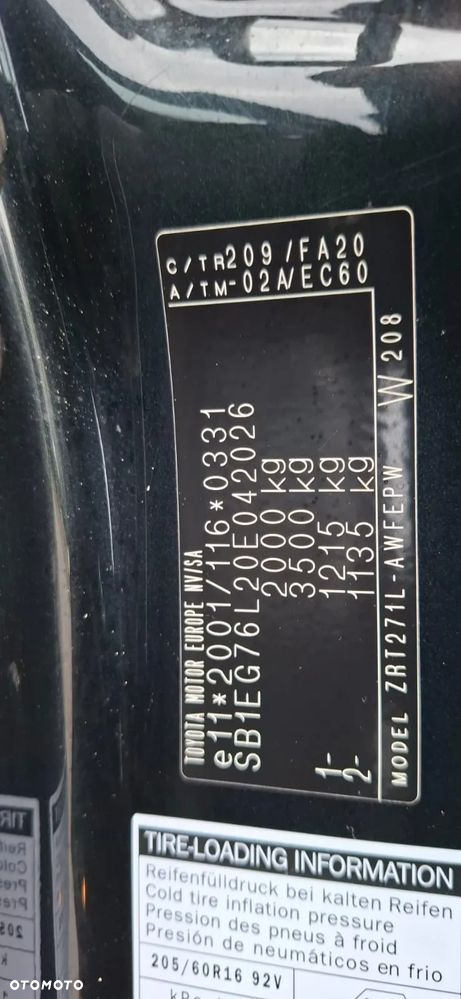 TOYOTA MOTOR EUROPE NV/SA
e11*2001/116*0331
SB1EG76L20E042026
2000 kg
3500 kg
1- 1215 kg
2- 1135 kg
C/TR209/FA20
A/TM-02A/EC60
MODEL ZRT271L-AWFEPW W 208
TIRE-LOADING INFORMATION
Reifenfülldruck bei kalten Reifen
Cold tire inflation pressure
Pression des pneus à froid
Presión de neumáticos en frio
205/60R16 92V
OTOMOTO